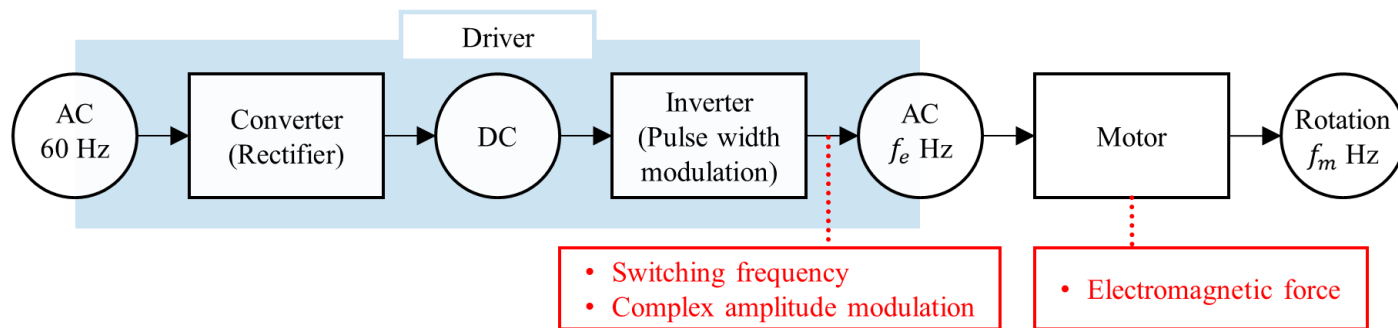 Driver
AC
60 Hz
Converter
(Rectifier)
DC
Inverter
(Pulse width
modulation)
AC
𝑓𝑒 Hz
Motor
Rotation
𝑓𝑚 Hz
• Switching frequency
• Complex amplitude modulation
• Electromagnetic force